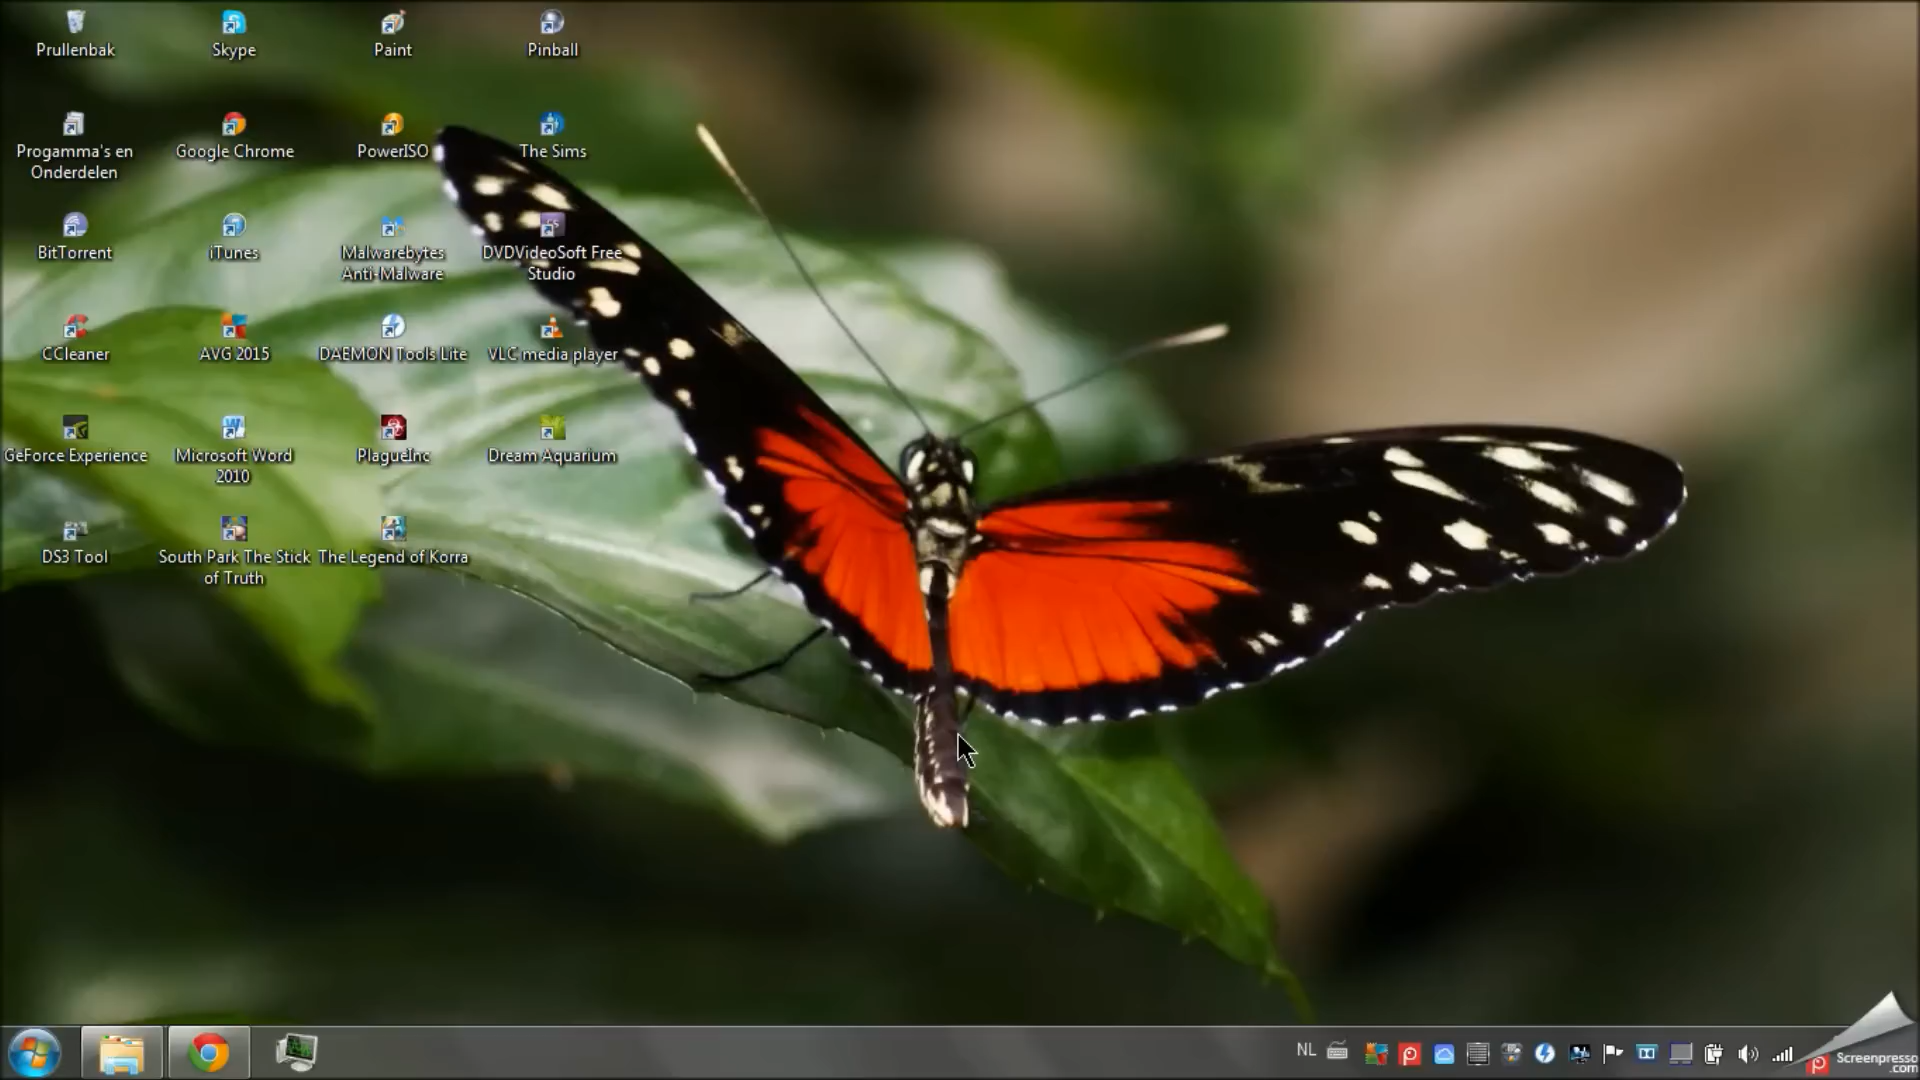 Prullenbak
Skype
Paint
Pinball
Progamma's en
Onderdelen
Google Chrome
PowerISO
The Sims
BitTorrent
iTunes
Malwarebytes
Anti-Malware
DVDVideoSoft Free
Studio
CCleaner
AVG 2015
DAEMON Tools Lite
VLC media player
GeForce Experience
Microsoft Word
2010
PlagueInc
Dream Aquarium
DS3 Tool
South Park The Stick
of Truth
The Legend of Korra
NL
Screenpresso
.com